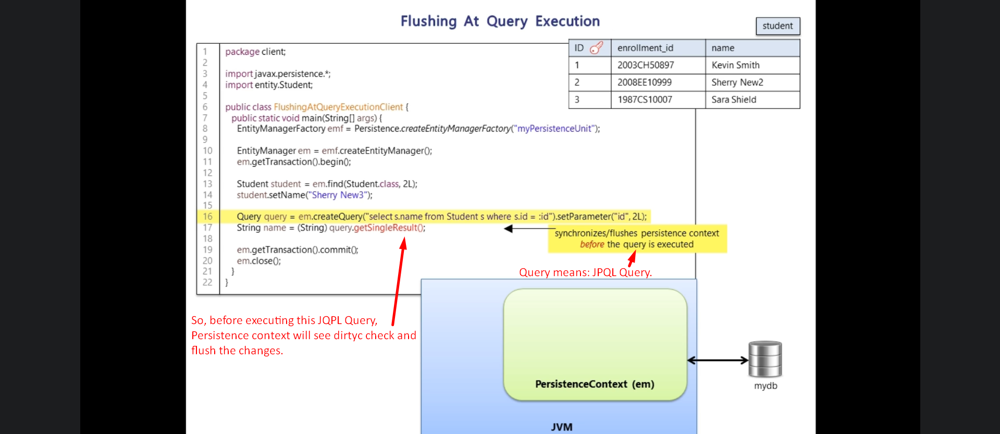 Flushing At Query Execution
student
ID enrollment_id name
1 2003CH50897 Kevin Smith
2 2008EE10999 Sherry New2
3 1987CS10007 Sara Shield
1 package client;
2
3 import javax.persistence.*;
4 import entity.Student;
5
6 public class FlushingAtQueryExecutionClient {
7 public static void main(String[] args) {
8 EntityManagerFactory emf = Persistence.createEntityManagerFactory("myPersistenceUnit");
9
10 EntityManager em = emf.createEntityManager();
11 em.getTransaction().begin();
12
13 Student student = em.find(Student.class, 2L);
14 student.setName("Sherry New3");
15
16 Query query = em.createQuery("select s.name from Student s where s.id = :id").setParameter("id", 2L);
17 String name = (String) query.getSingleResult();
18
19 em.getTransaction().commit();
20 em.close();
21 }
22 }
synchronizes/flushes persistence context
before the query is executed
Query means: JPQL Query.
So, before executing this JQPL Query,
Persistence context will see dirtyc check and
flush the changes.
PersistenceContext (em)
mydb
JVM